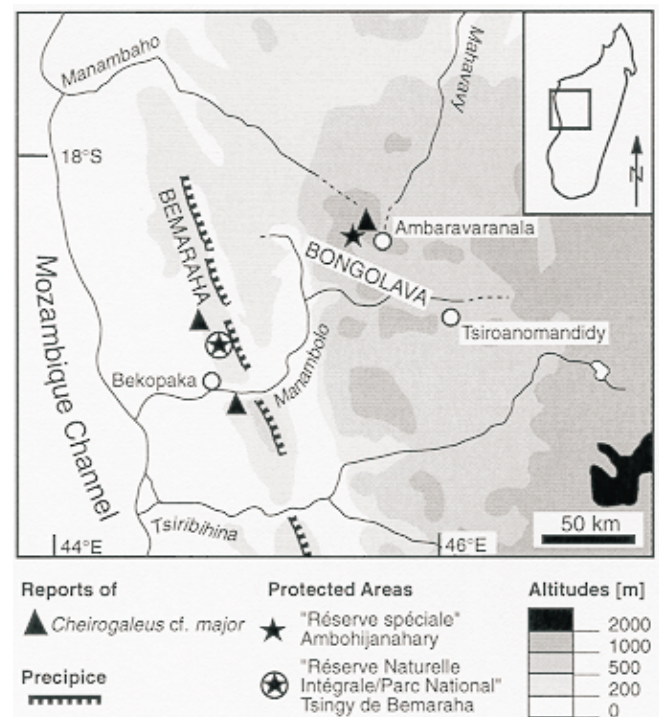 Manambaho
Mahavavy
18°S
N
BEMARAHA
Ambaravaranala
BONGOLAVA
Mozambique Channel
Tsiroanomandidy
Manambolo
Bekopaka
Tsiribihina
50 km
44°E
46°E
Reports of
Cheirogaleus cf. major
Precipice
Protected Areas
"Réserve spéciale"
Ambohijanahary
"Réserve Naturelle
Intégrale/Parc National"
Tsingy de Bemaraha
Altitudes [m]
2000
1000
500
200
0